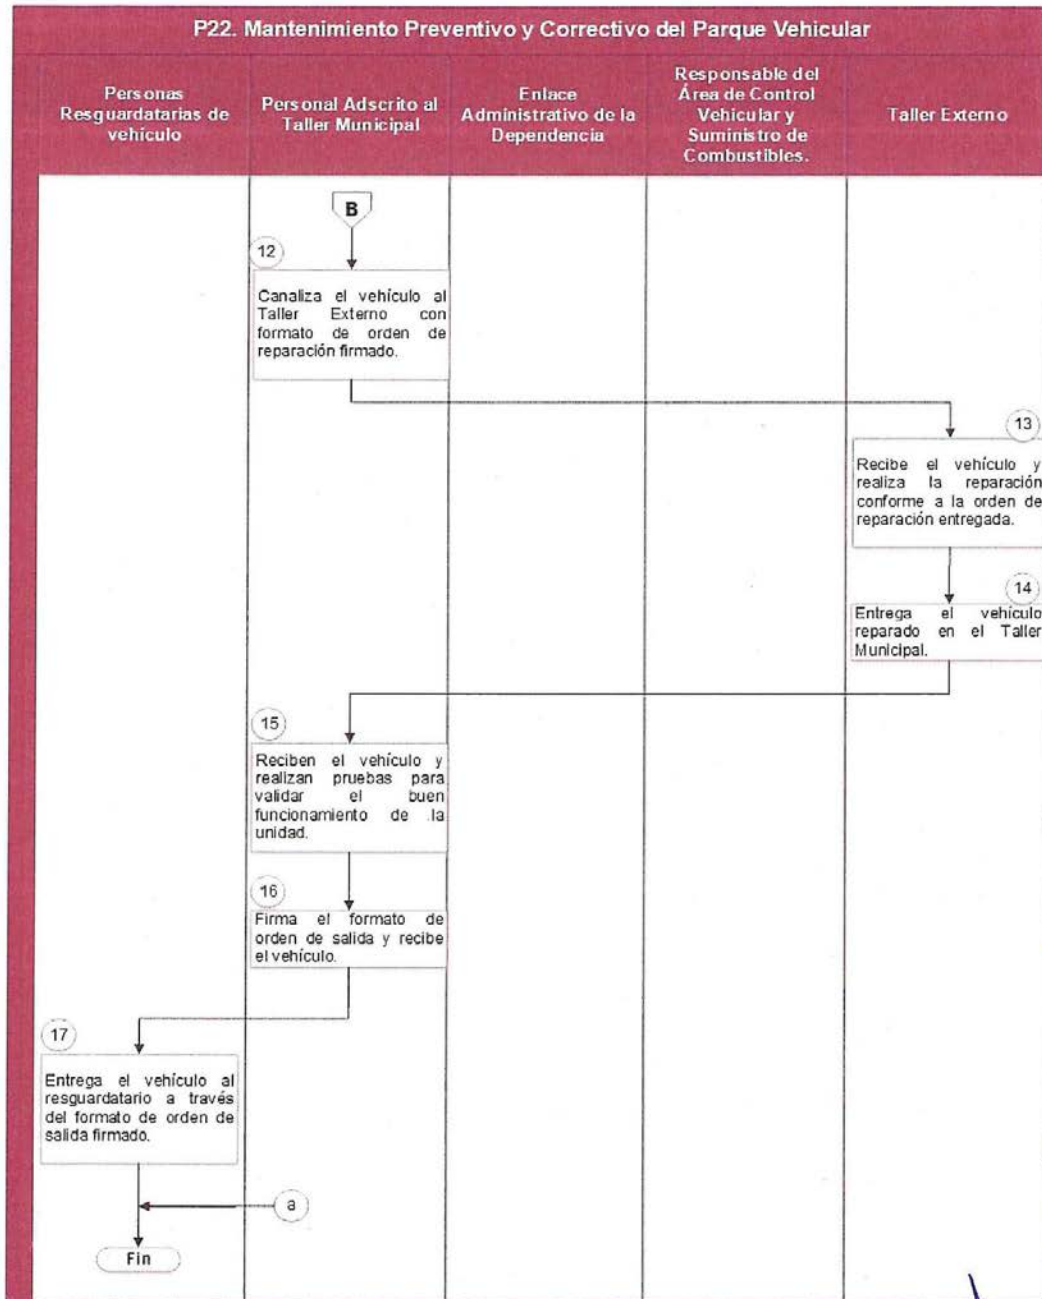 P22. Mantenimiento Preventivo y Correctivo del Parque Vehicular
Personas
Resguardatarias de
vehículo
Personal Adscrito al
Taller Municipal
Enlace
Administrativo de la
Dependencia
Responsable del
Área de Control
Vehicular y
Suministro de
Combustibles.
Taller Externo
B
12
Canaliza el vehículo al
Taller Externo con
formato de orden de
reparación firmado.
13
Recibe el vehículo y
realiza la reparación
conforme a la orden de
reparación entregada.
14
Entrega el vehículo
reparado en el Taller
Municipal.
15
Reciben el vehículo y
realizan pruebas para
validar el buen
funcionamiento de la
unidad.
16
Firma el formato de
orden de salida y recibe
el vehículo.
17
Entrega el vehículo al
resguardatario a través
del formato de orden de
salida firmado.
a
Fin